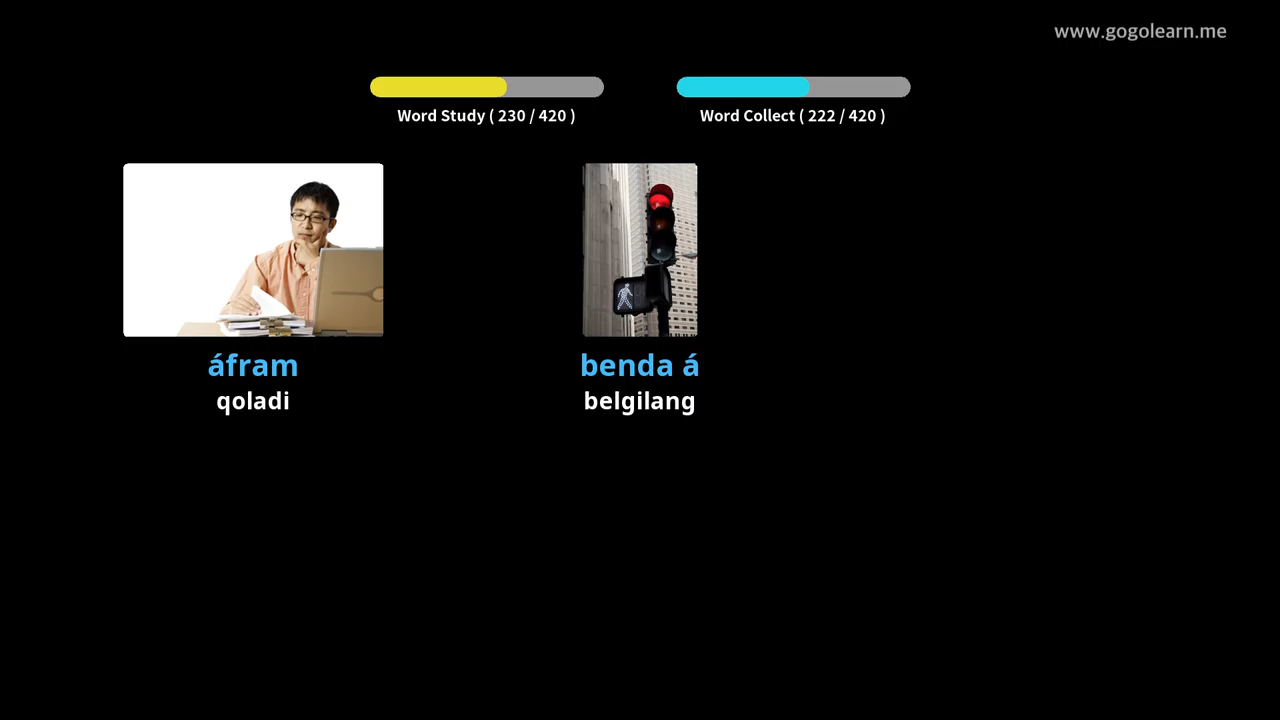 www.gogolearn.me
Word Study ( 230 / 420 )
Word Collect ( 222 / 420 )
áfram
qoladi
benda á
belgilang